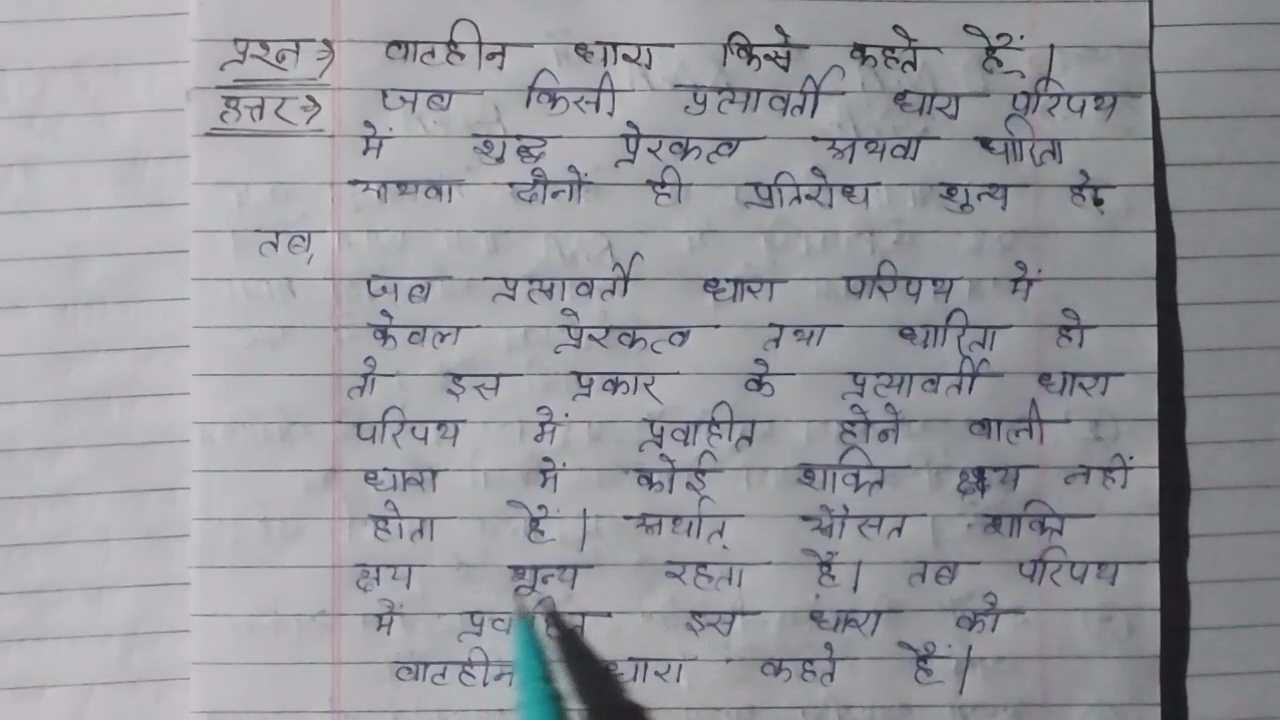 प्रश्न→ वाटहीन धारा किसे कहते हैं।
उत्तर→ जब किसी प्रत्यावर्ती धारा परिपथ
में शुद्ध प्रेरकत्व अथवा धारिता
अथवा दोनों ही प्रतिरोध शुन्य हो
तब,
जब प्रत्यावर्ती धारा परिपथ में
केवल प्रेरकत्व तथा धारिता हो
तो इस प्रकार के प्रत्यावर्ती धारा
परिपथ में प्रवाहीत होने वाली
धारा में कोई शक्ति क्षय नहीं
होता हैं। अर्थात् औसत शक्ति
क्षय शून्य रहता हैं। तब परिपथ
में इस धारा को
वाटहीन धारा कहते हैं।